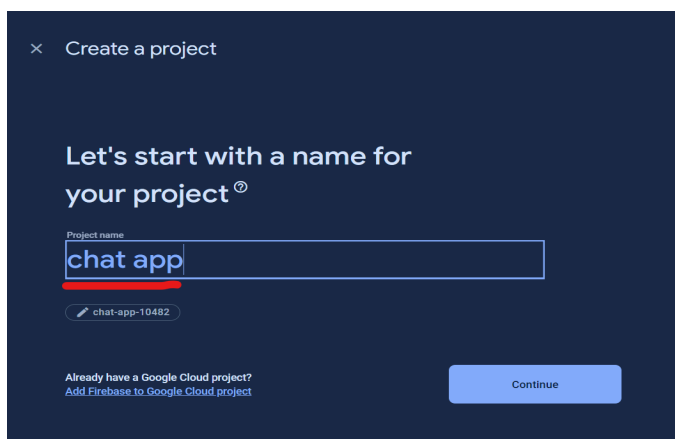 Create a project
Let's start with a name for
your project
Project name
chat app
chat-app-10482
Already have a Google Cloud project?
Add Firebase to Google Cloud project
Continue